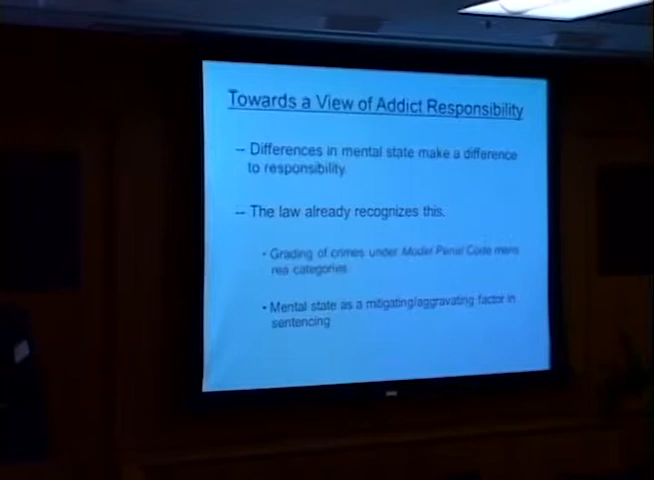 Towards a View of Addict Responsibility
– Differences in mental state make a difference
to responsibility.
– The law already recognizes this.
• Grading of crimes under Model Penal Code mens
rea categories
• Mental state as a mitigating/aggravating factor in
sentencing